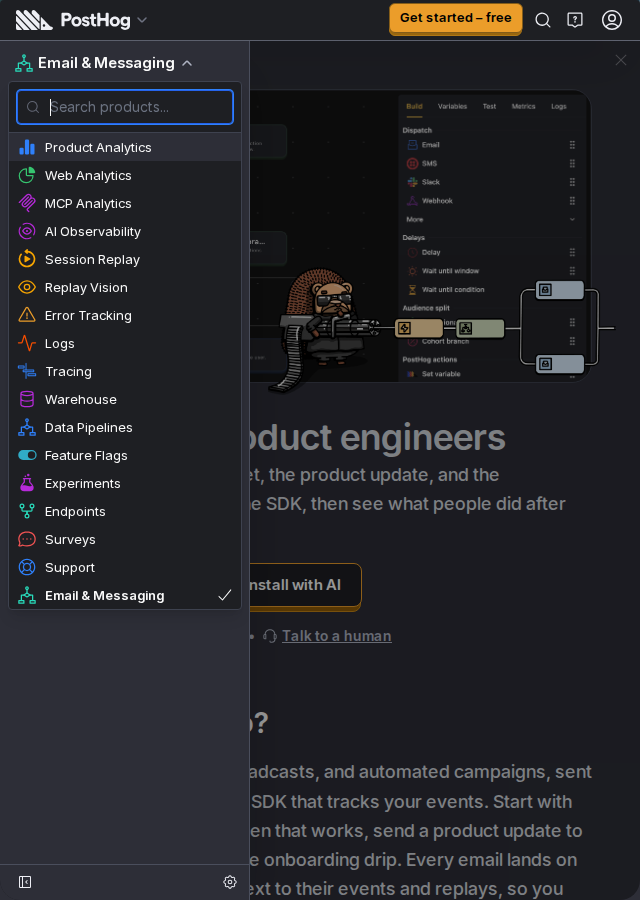 PostHog
Get started – free
Email & Messaging
Search products...
Product Analytics
Web Analytics
MCP Analytics
AI Observability
Session Replay
Replay Vision
Error Tracking
Logs
Tracing
Warehouse
Data Pipelines
Feature Flags
Experiments
Endpoints
Surveys
Support
Email & Messaging
Build Variables Test Metrics Logs
Dispatch
Email
SMS
Slack
Webhook
More
Delays
Delay
Wait until window
Wait until condition
Audience split
Cohort branch
PostHog actions
Set variable
oduct engineers
et, the product update, and the
e SDK, then see what people did after
nstall with AI
• Talk to a human
?
adcasts, and automated campaigns, sent
SDK that tracks your events. Start with
en that works, send a product update to
e onboarding drip. Every email lands on
ext to their events and replays, so you